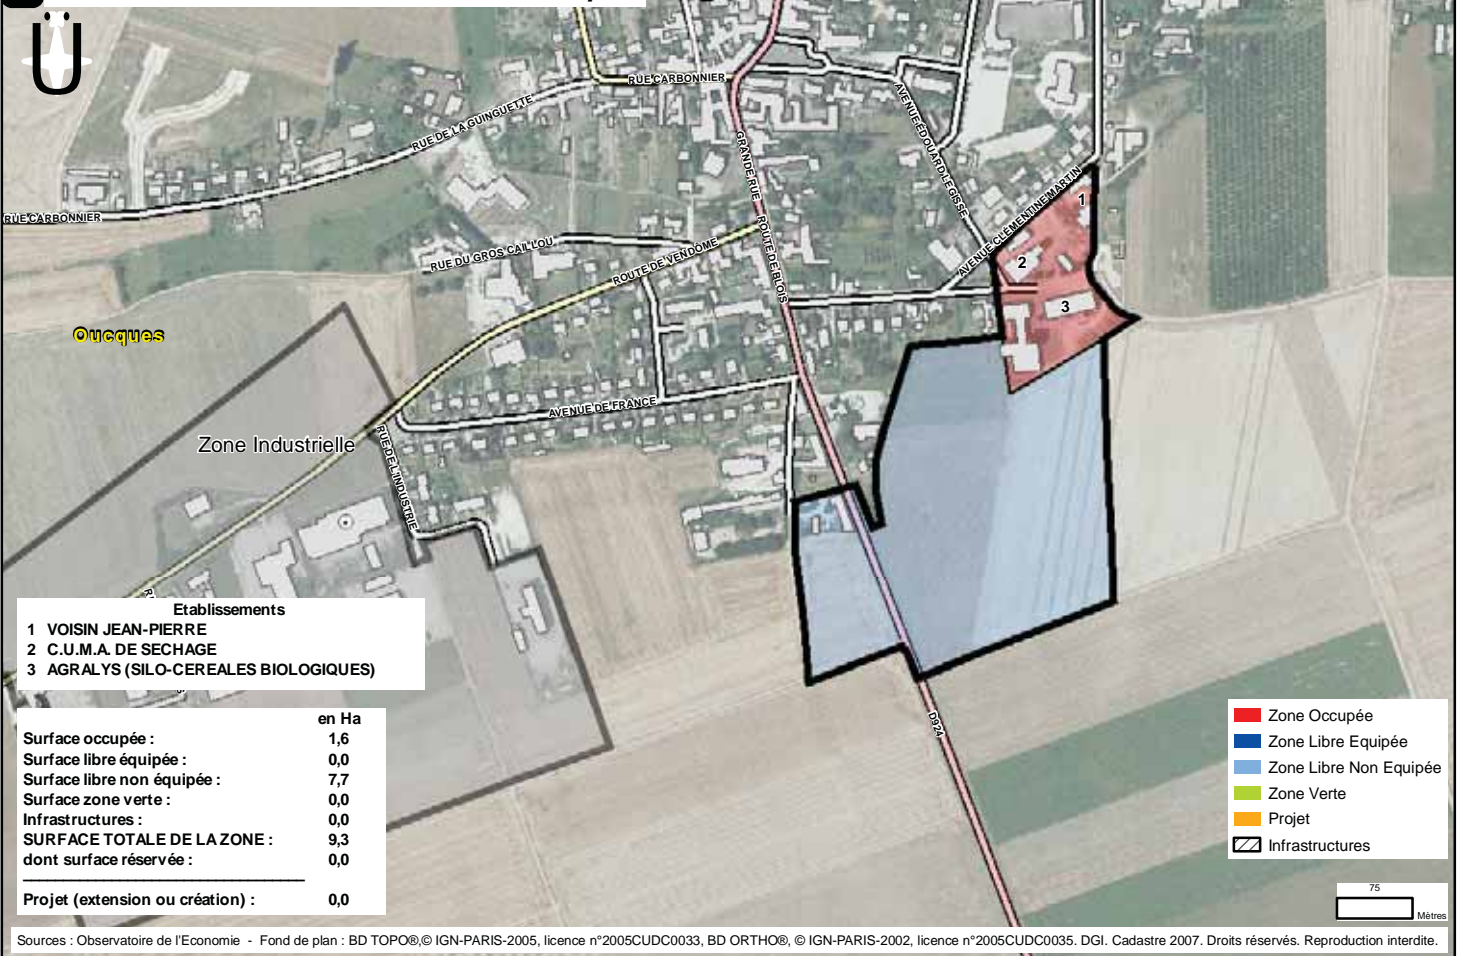 RUE CARBONNIER
RUE DE LA GUINGUETTE
AVENUE EDOUARD LEGISSE
GRANDE RUE
RUE CARBONNIER
AVENUE CLÉMENTINE MARTIN
1
2
3
RUE DU GROS CAILLOU
ROUTE DE VENDÔME
ROUTE DE BLOIS
Oucques
AVENUE DE FRANCE
Zone Industrielle
RUE DE L'INDUSTRIE
D924
Etablissements
1 VOISIN JEAN-PIERRE
2 C.U.M.A. DE SECHAGE
3 AGRALYS (SILO-CEREALES BIOLOGIQUES)
en Ha
Surface occupée : 1,6
Surface libre équipée : 0,0
Surface libre non équipée : 7,7
Surface zone verte : 0,0
Infrastructures : 0,0
SURFACE TOTALE DE LA ZONE : 9,3
dont surface réservée : 0,0
Projet (extension ou création) : 0,0
Zone Occupée
Zone Libre Equipée
Zone Libre Non Equipée
Zone Verte
Projet
Infrastructures
75
Mètres
Sources : Observatoire de l'Economie - Fond de plan : BD TOPO®,© IGN-PARIS-2005, licence n°2005CUDC0033, BD ORTHO®, © IGN-PARIS-2002, licence n°2005CUDC0035. DGI. Cadastre 2007. Droits réservés. Reproduction interdite.